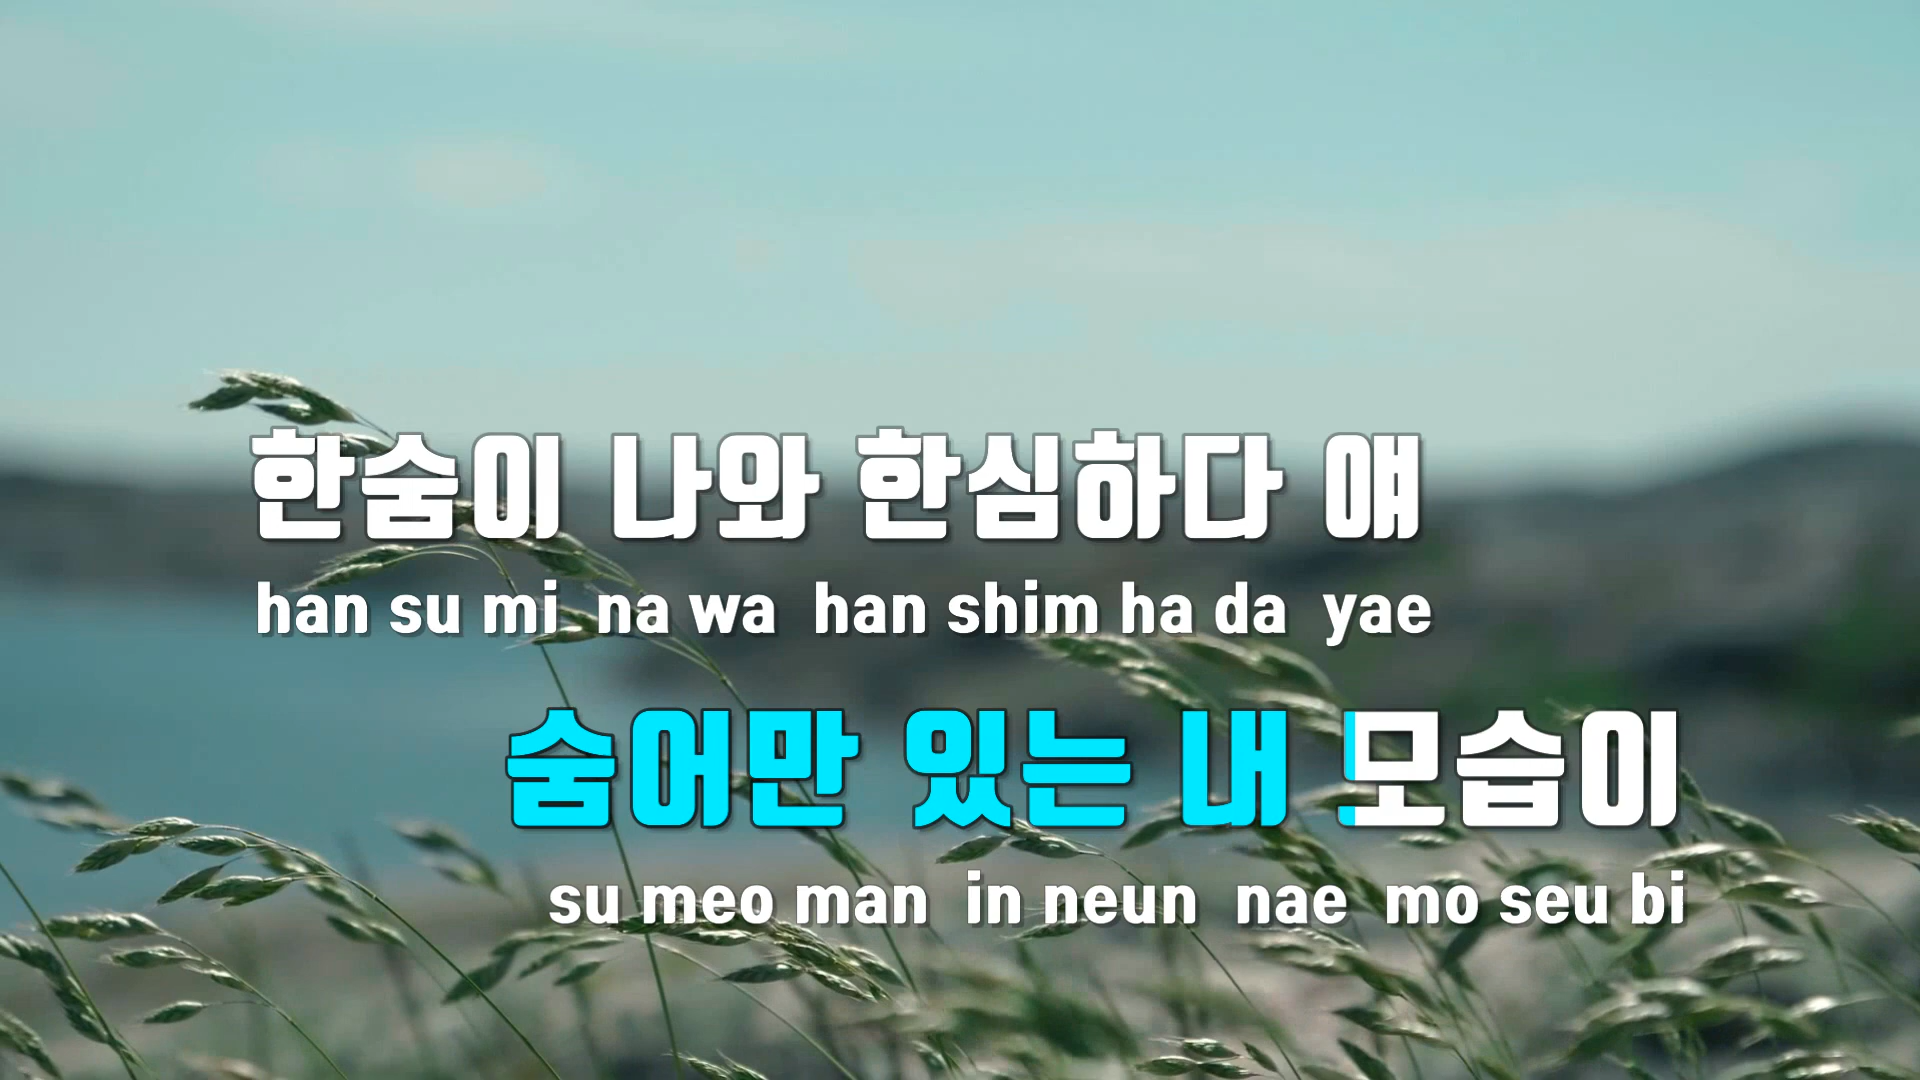 한숨이 나와 한심하다 얘
han su mi na wa han shim ha da yae
숨어만 있는 내 모습이
su meo man in neun nae mo seu bi